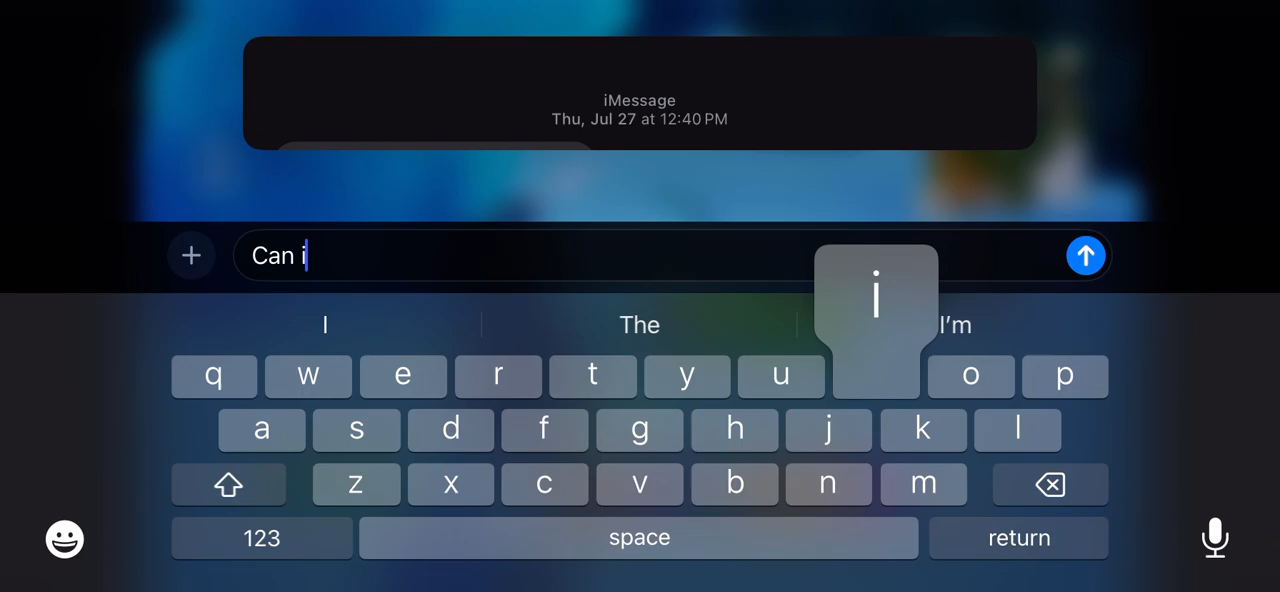 iMessage
Thu, Jul 27 at 12:40 PM
Can i
i
I The I'm
q w e r t y u o p
a s d f g h j k l
z x c v b n m
123 space return